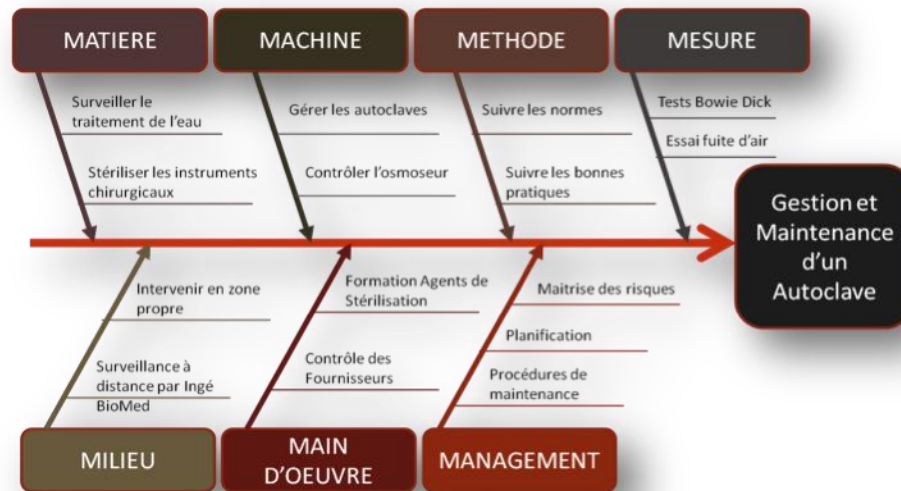 MATIERE
MACHINE
METHODE
MESURE
Surveiller le
traitement de l'eau
Stériliser les instruments
chirurgicaux
Gérer les autoclaves
Contrôler l'osmoseur
Suivre les normes
Suivre les bonnes
pratiques
Tests Bowie Dick
Essai fuite d'air
Gestion et
Maintenance
d'un
Autoclave
Intervenir en zone
propre
Surveillance à
distance par Ingé
BioMed
Formation Agents de
Stérilisation
Contrôle des
Fournisseurs
Maitrise des risques
Planification
Procédures de
maintenance
MILIEU
MAIN
D'OEUVRE
MANAGEMENT